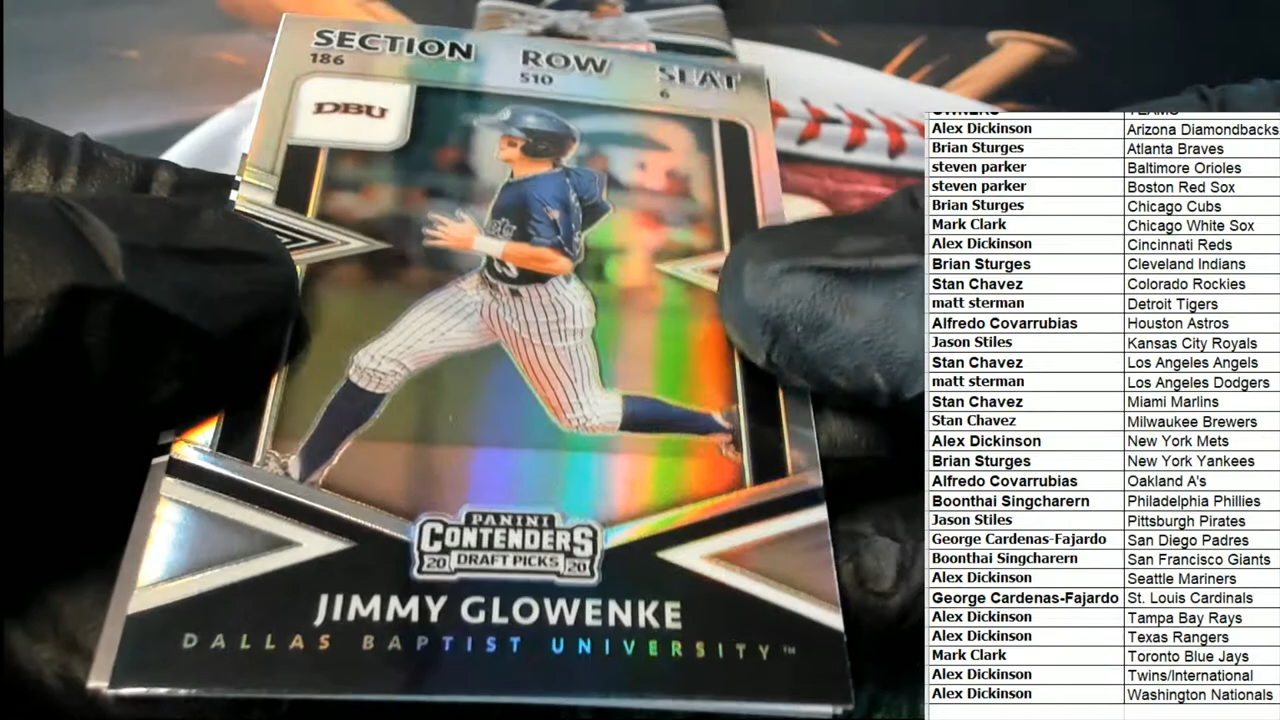 SECTION ROW SEAT
186 510 6
DBU
PANINI
CONTENDERS
20 DRAFT PICKS 20
JIMMY GLOWENKE
DALLAS BAPTIST UNIVERSITY™
OWNERS TEAMS
Alex Dickinson Arizona Diamondbacks
Brian Sturges Atlanta Braves
steven parker Baltimore Orioles
steven parker Boston Red Sox
Brian Sturges Chicago Cubs
Mark Clark Chicago White Sox
Alex Dickinson Cincinnati Reds
Brian Sturges Cleveland Indians
Stan Chavez Colorado Rockies
matt sterman Detroit Tigers
Alfredo Covarrubias Houston Astros
Jason Stiles Kansas City Royals
Stan Chavez Los Angeles Angels
matt sterman Los Angeles Dodgers
Stan Chavez Miami Marlins
Stan Chavez Milwaukee Brewers
Alex Dickinson New York Mets
Brian Sturges New York Yankees
Alfredo Covarrubias Oakland A's
Boonthai Singcharern Philadelphia Phillies
Jason Stiles Pittsburgh Pirates
George Cardenas-Fajardo San Diego Padres
Boonthai Singcharern San Francisco Giants
Alex Dickinson Seattle Mariners
George Cardenas-Fajardo St. Louis Cardinals
Alex Dickinson Tampa Bay Rays
Alex Dickinson Texas Rangers
Mark Clark Toronto Blue Jays
Alex Dickinson Twins/International
Alex Dickinson Washington Nationals